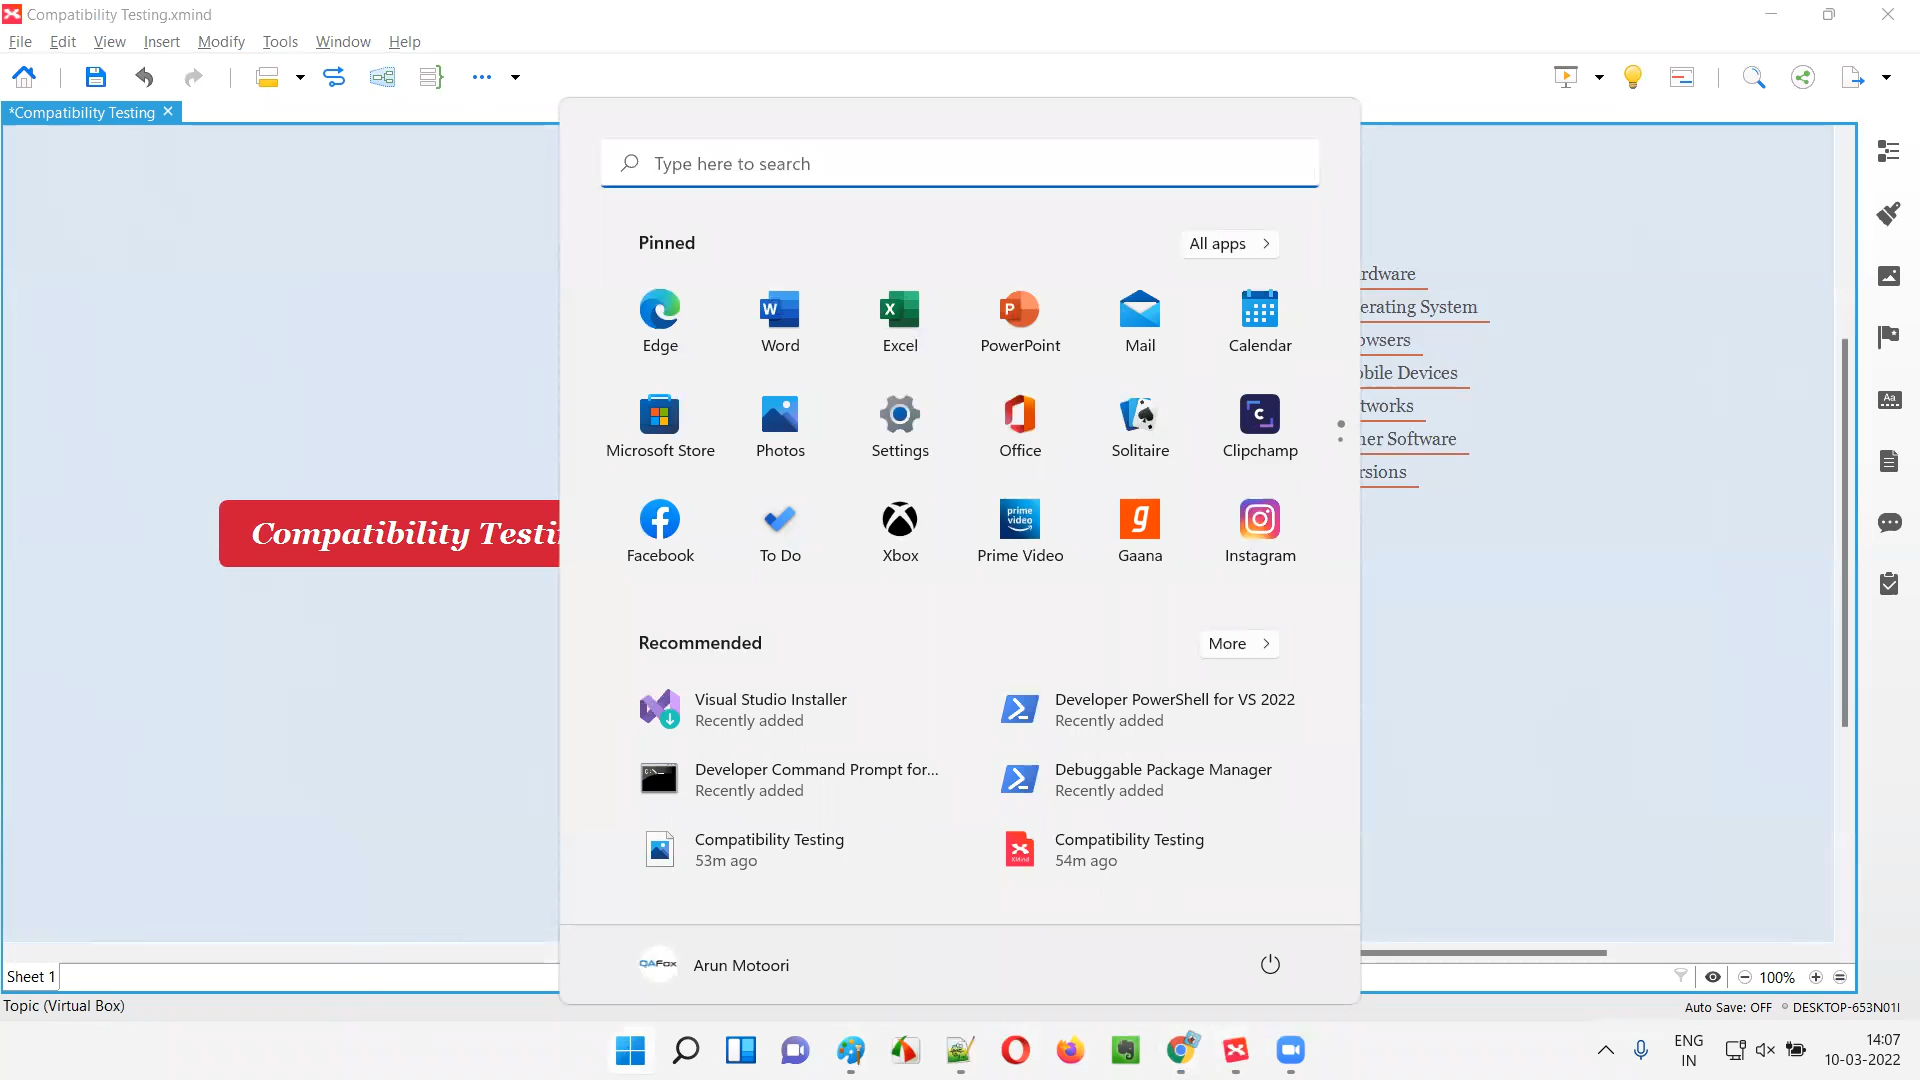 Compatibility Testing.xmind
File Edit View Insert Modify Tools Window Help
*Compatibility Testing
Type here to search
Pinned
All apps
Edge
Word
Excel
PowerPoint
Mail
Calendar
Microsoft Store
Photos
Settings
Office
Solitaire
Clipchamp
Facebook
To Do
Xbox
prime video
Prime Video
Gaana
Instagram
Recommended
More
Visual Studio Installer
Recently added
Developer PowerShell for VS 2022
Recently added
Developer Command Prompt for...
Recently added
Debuggable Package Manager
Recently added
Compatibility Testing
53m ago
Compatibility Testing
54m ago
QAFox
Arun Motoori
Compatibility Testi
rdware
erating System
owsers
obile Devices
tworks
her Software
rsions
Sheet 1
100%
Topic (Virtual Box)
Auto Save: OFF
DESKTOP-653N01I
ENG
IN
14:07
10-03-2022